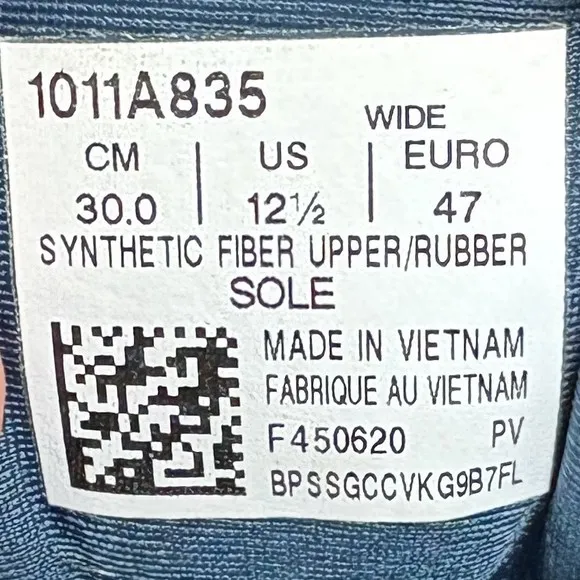 1011A835
WIDE
CM | US | EURO
30.0 | 12½ | 47
SYNTHETIC FIBER UPPER/RUBBER
SOLE
MADE IN VIETNAM
FABRIQUE AU VIETNAM
F450620 PV
BPSSGCCVKG9B7FL